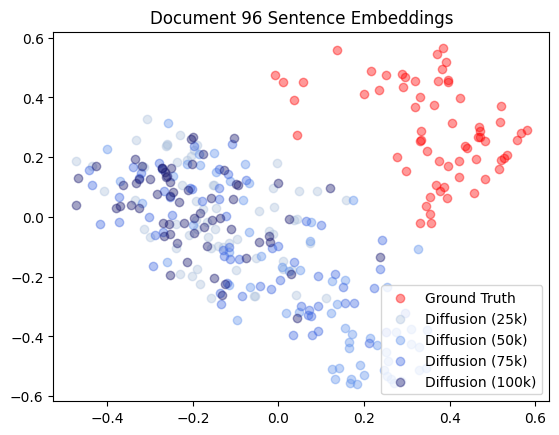 Document 96 Sentence Embeddings
0.6
0.4
0.2
0.0
−0.2
−0.4
−0.6
−0.4
−0.2
0.0
0.2
0.4
0.6
Ground Truth
Diffusion (25k)
Diffusion (50k)
Diffusion (75k)
Diffusion (100k)